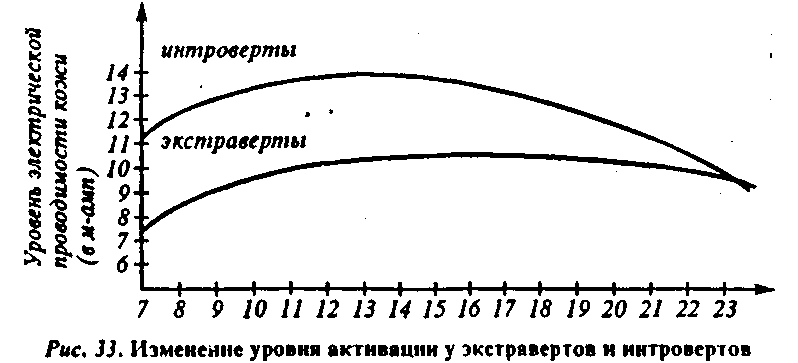 Уровень электрической
проводимости кожи
(в м-амп)
интроверты
14
13
12
11
экстраверты
10
9
8
7
6
7 8 9 10 11 12 13 14 15 16 17 18 19 20 21 22 23
Рис. 33. Изменение уровня активации у экстравертов и интровертов